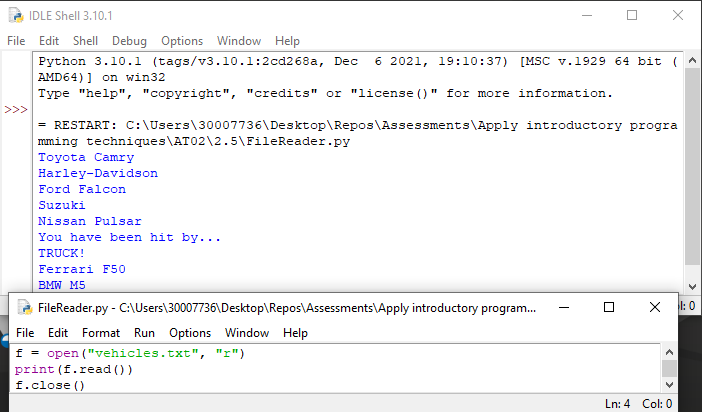 IDLE Shell 3.10.1
File Edit Shell Debug Options Window Help
Python 3.10.1 (tags/v3.10.1:2cd268a, Dec  6 2021, 19:10:37) [MSC v.1929 64 bit (
AMD64)] on win32
Type "help", "copyright", "credits" or "license()" for more information.
>>>
= RESTART: C:\Users\30007736\Desktop\Repos\Assessments\Apply introductory progra
mming techniques\AT02\2.5\FileReader.py
Toyota Camry
Harley-Davidson
Ford Falcon
Suzuki
Nissan Pulsar
You have been hit by...
TRUCK!
Ferrari F50
BMW M5
ol: 0
FileReader.py - C:\Users\30007736\Desktop\Repos\Assessments\Apply introductory program...
File Edit Format Run Options Window Help
f = open("vehicles.txt", "r")
print(f.read())
f.close()
Ln: 4 Col: 0